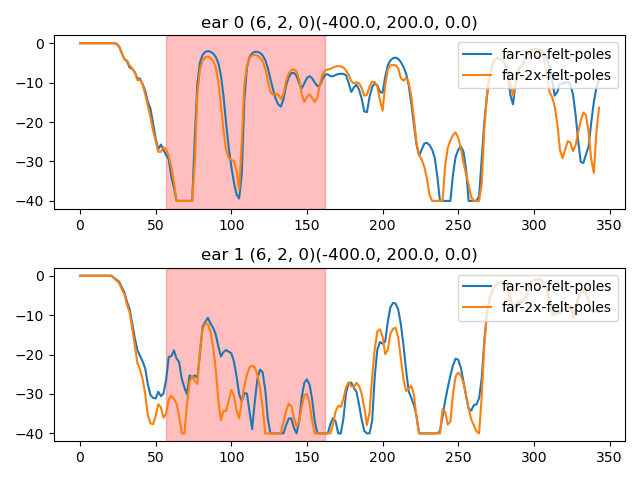 ear 0 (6, 2, 0)(-400.0, 200.0, 0.0)
0
−10
−20
−30
−40
far-no-felt-poles
far-2x-felt-poles
0 50 100 150 200 250 300 350
ear 1 (6, 2, 0)(-400.0, 200.0, 0.0)
0
−10
−20
−30
−40
far-no-felt-poles
far-2x-felt-poles
0 50 100 150 200 250 300 350